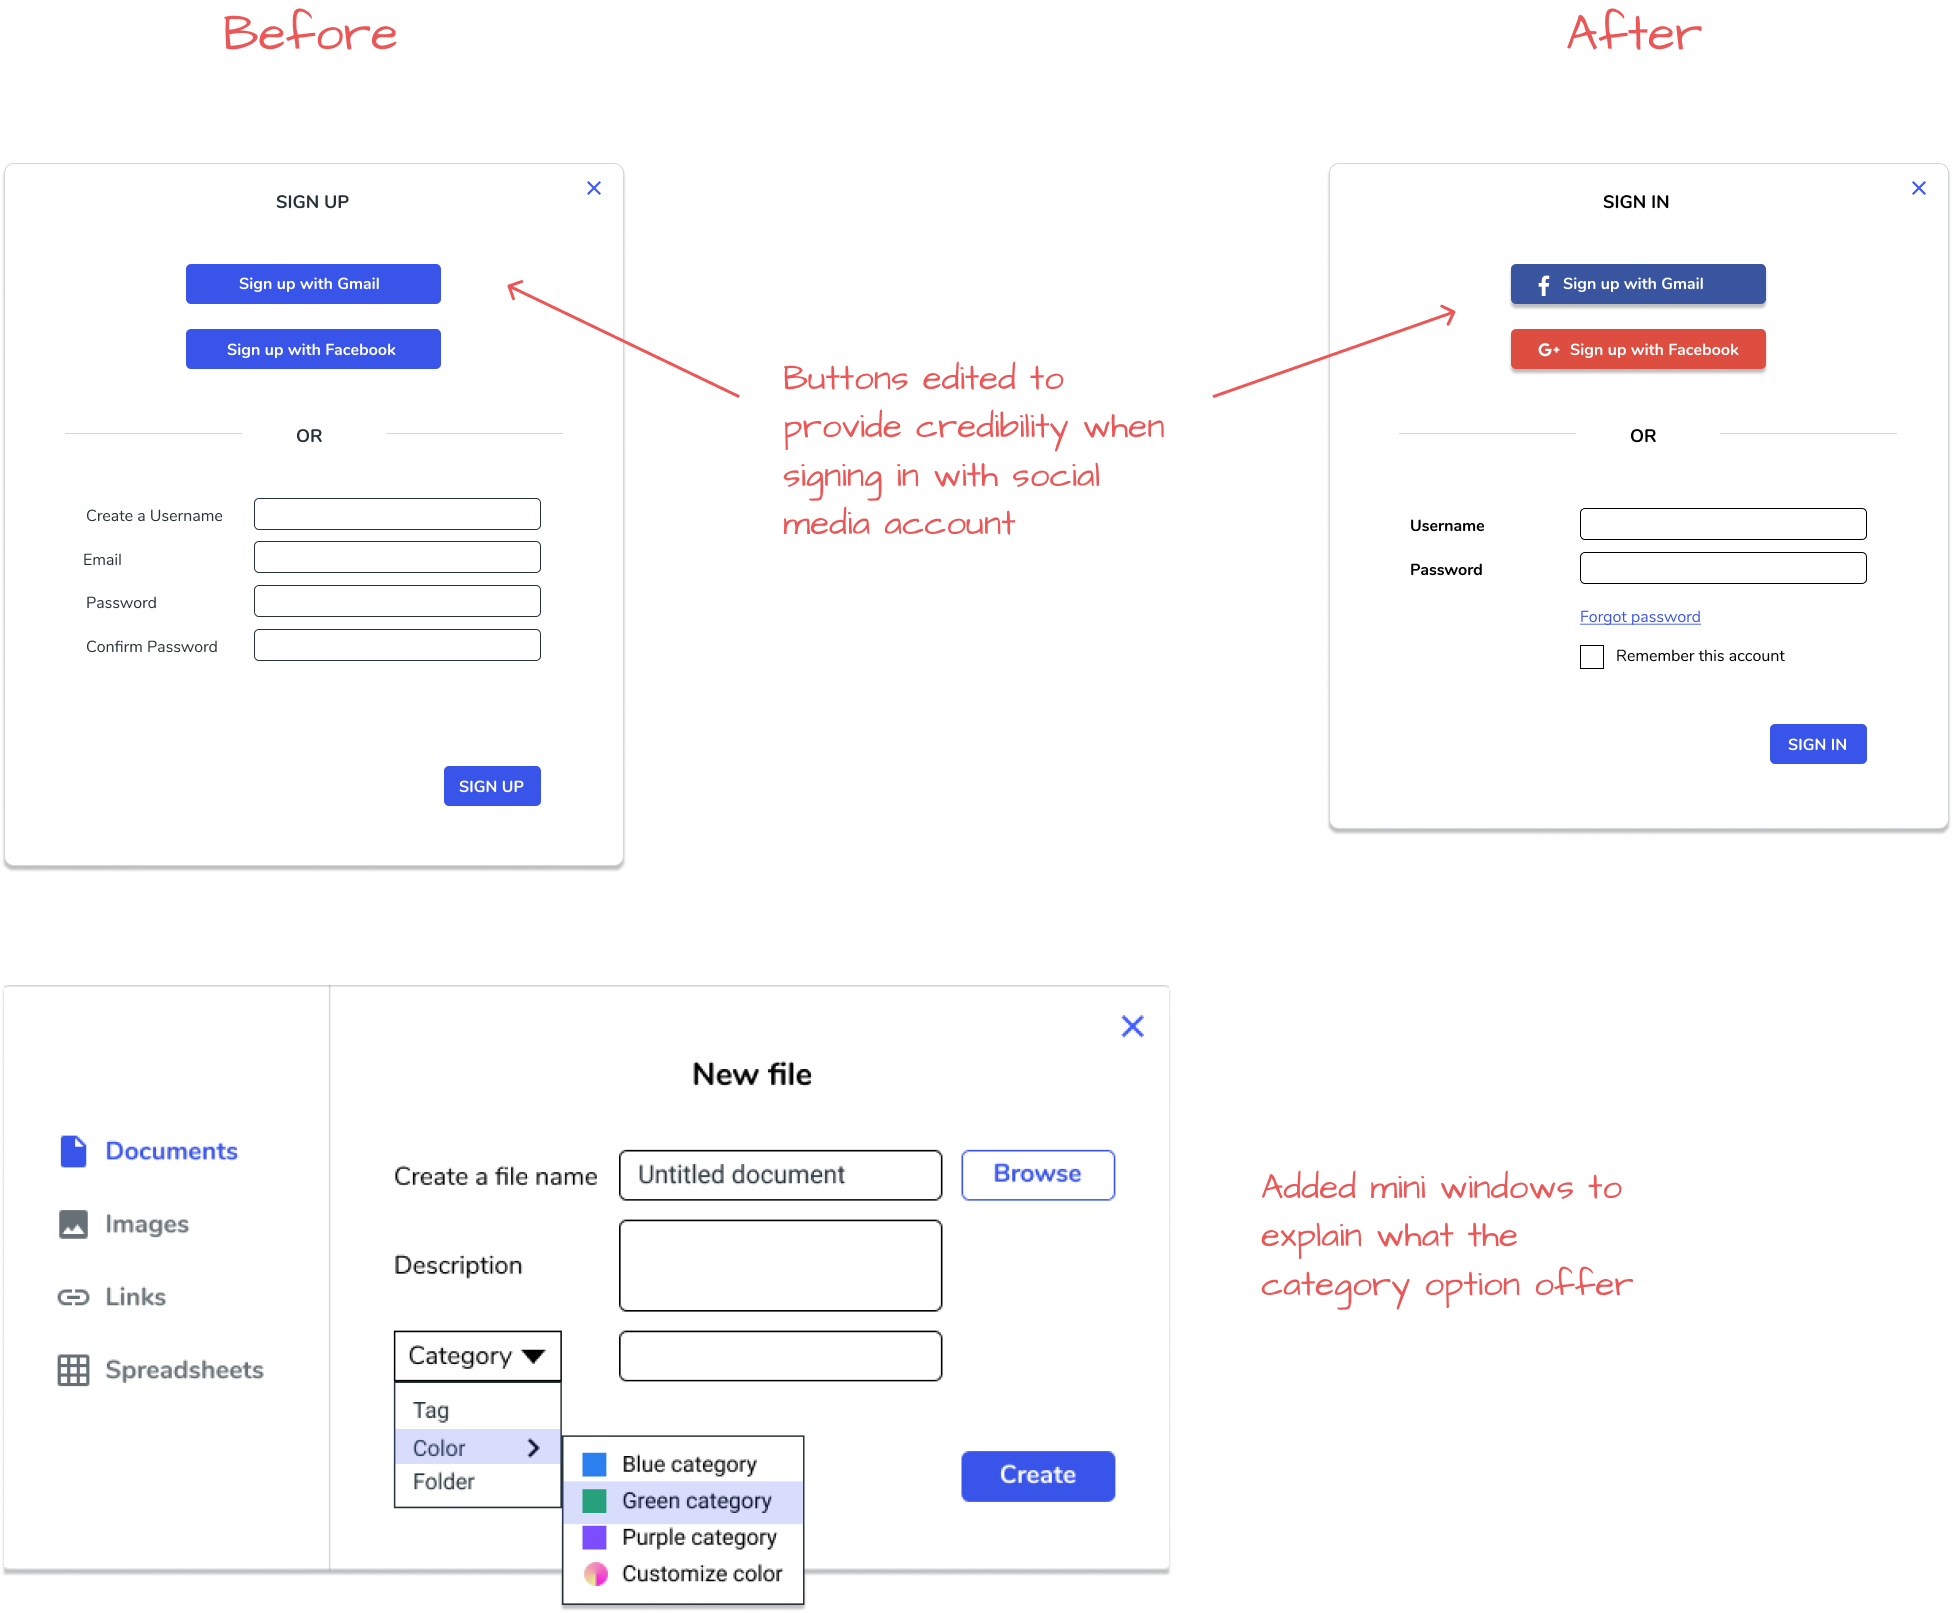 Before
After
SIGN UP
Sign up with Gmail
Sign up with Facebook
OR
Create a Username
Email
Password
Confirm Password
SIGN UP
Buttons edited to
provide credibility when
signing in with social
media account
SIGN IN
Sign up with Gmail
G+ Sign up with Facebook
OR
Username
Password
Forgot password
Remember this account
SIGN IN
Documents
Images
Links
Spreadsheets
New file
Create a file name
Untitled document
Browse
Description
Category
Tag
Color
Folder
Blue category
Green category
Purple category
Customize color
Create
Added mini windows to
explain what the
category option offer